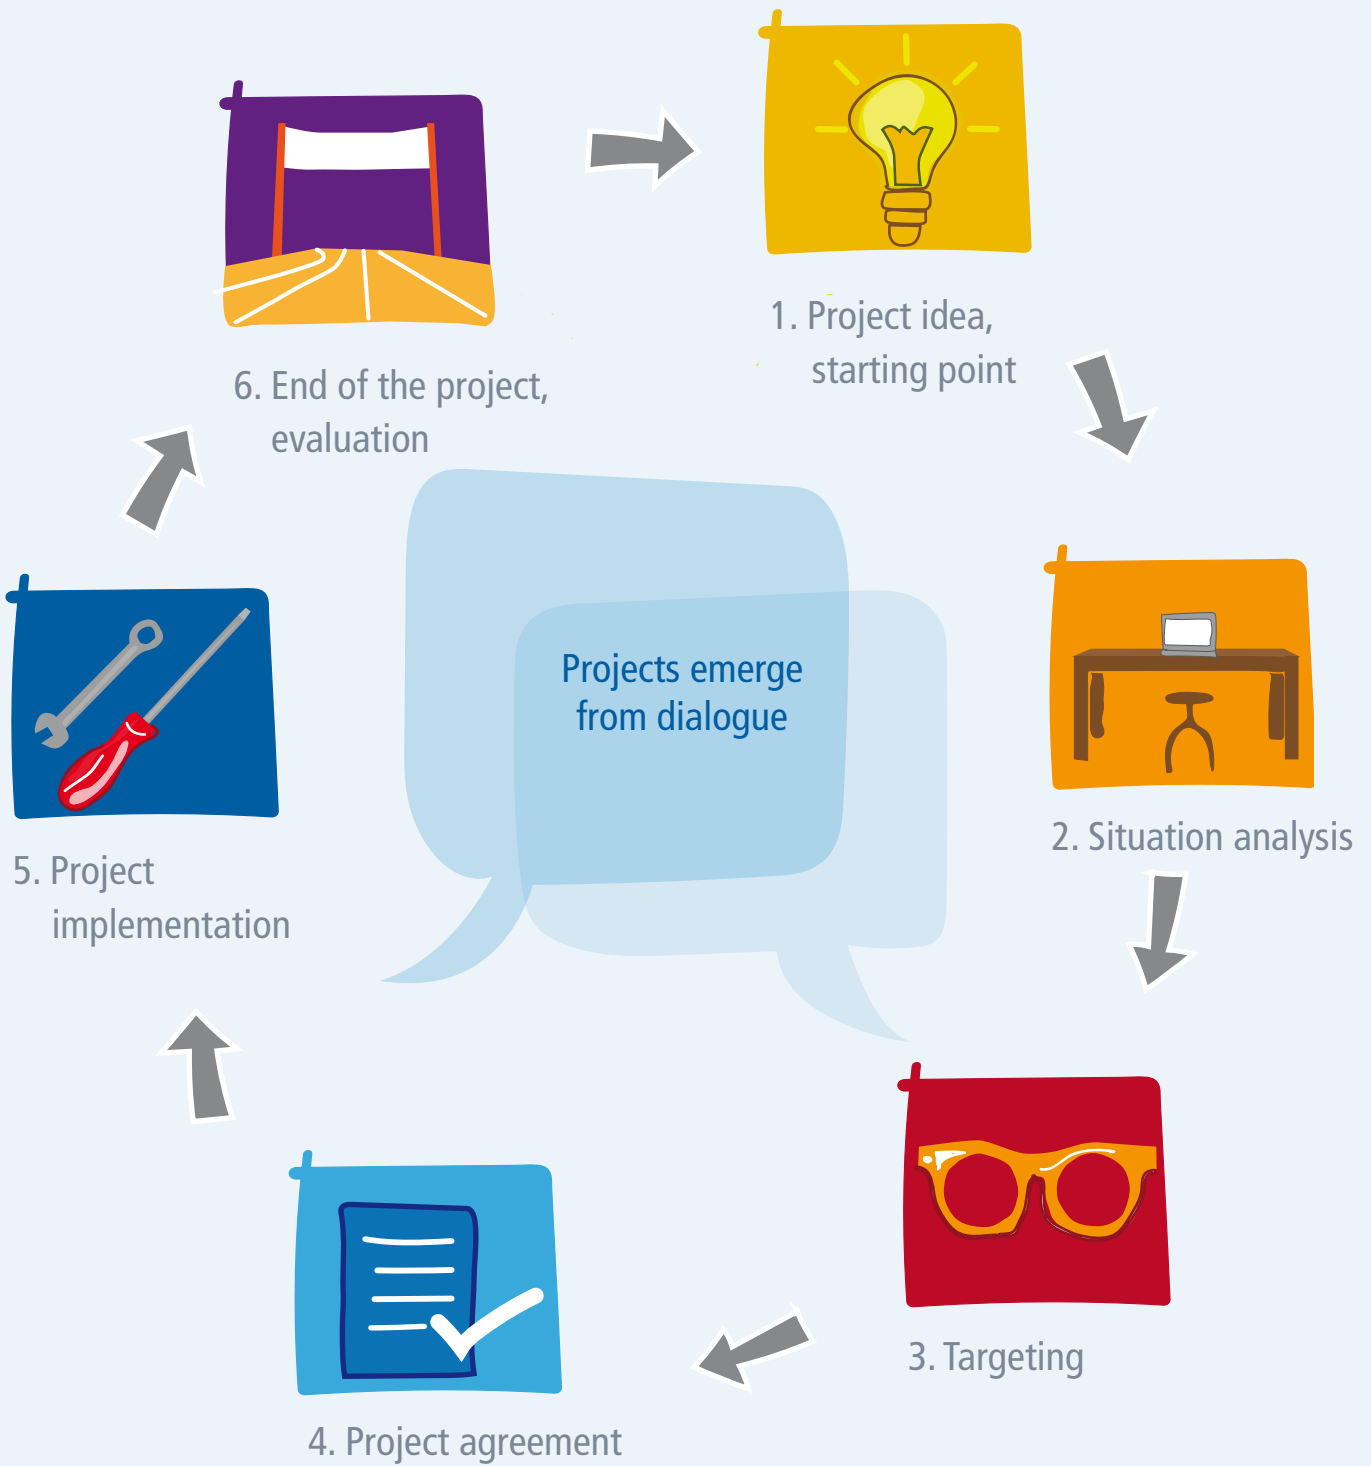 1. Project idea,
starting point
2. Situation analysis
3. Targeting
4. Project agreement
5. Project
implementation
6. End of the project,
evaluation
Projects emerge
from dialogue